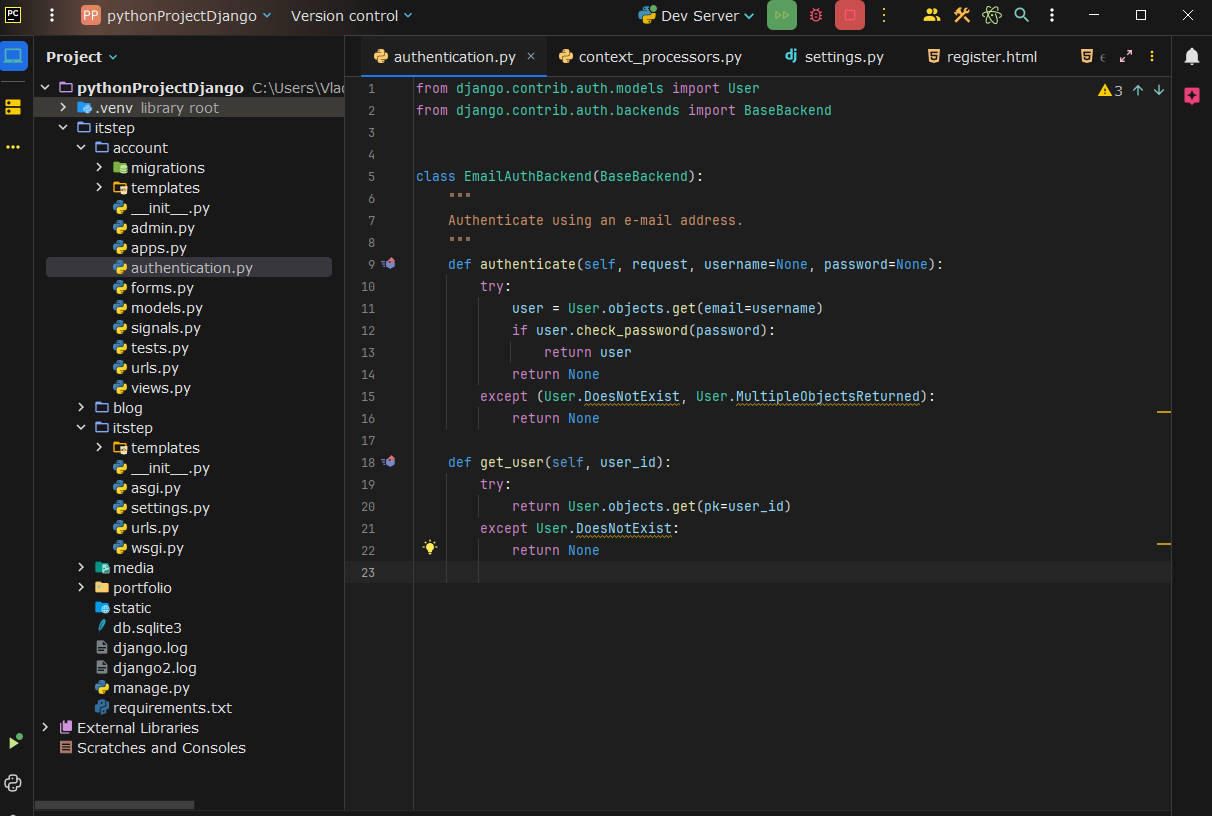 PC PP pythonProjectDjango Version control Dev Server
Project
authentication.py context_processors.py settings.py register.html
pythonProjectDjango C:\Users\Vlad
.venv library root
itstep
account
migrations
templates
__init__.py
admin.py
apps.py
authentication.py
forms.py
models.py
signals.py
tests.py
urls.py
views.py
blog
itstep
templates
__init__.py
asgi.py
settings.py
urls.py
wsgi.py
media
portfolio
static
db.sqlite3
django.log
django2.log
manage.py
requirements.txt
External Libraries
Scratches and Consoles
3
1 from django.contrib.auth.models import User
2 from django.contrib.auth.backends import BaseBackend
3
4
5 class EmailAuthBackend(BaseBackend):
6 """
7 Authenticate using an e-mail address.
8 """
9 def authenticate(self, request, username=None, password=None):
10 try:
11 user = User.objects.get(email=username)
12 if user.check_password(password):
13 return user
14 return None
15 except (User.DoesNotExist, User.MultipleObjectsReturned):
16 return None
17
18 def get_user(self, user_id):
19 try:
20 return User.objects.get(pk=user_id)
21 except User.DoesNotExist:
22 return None
23